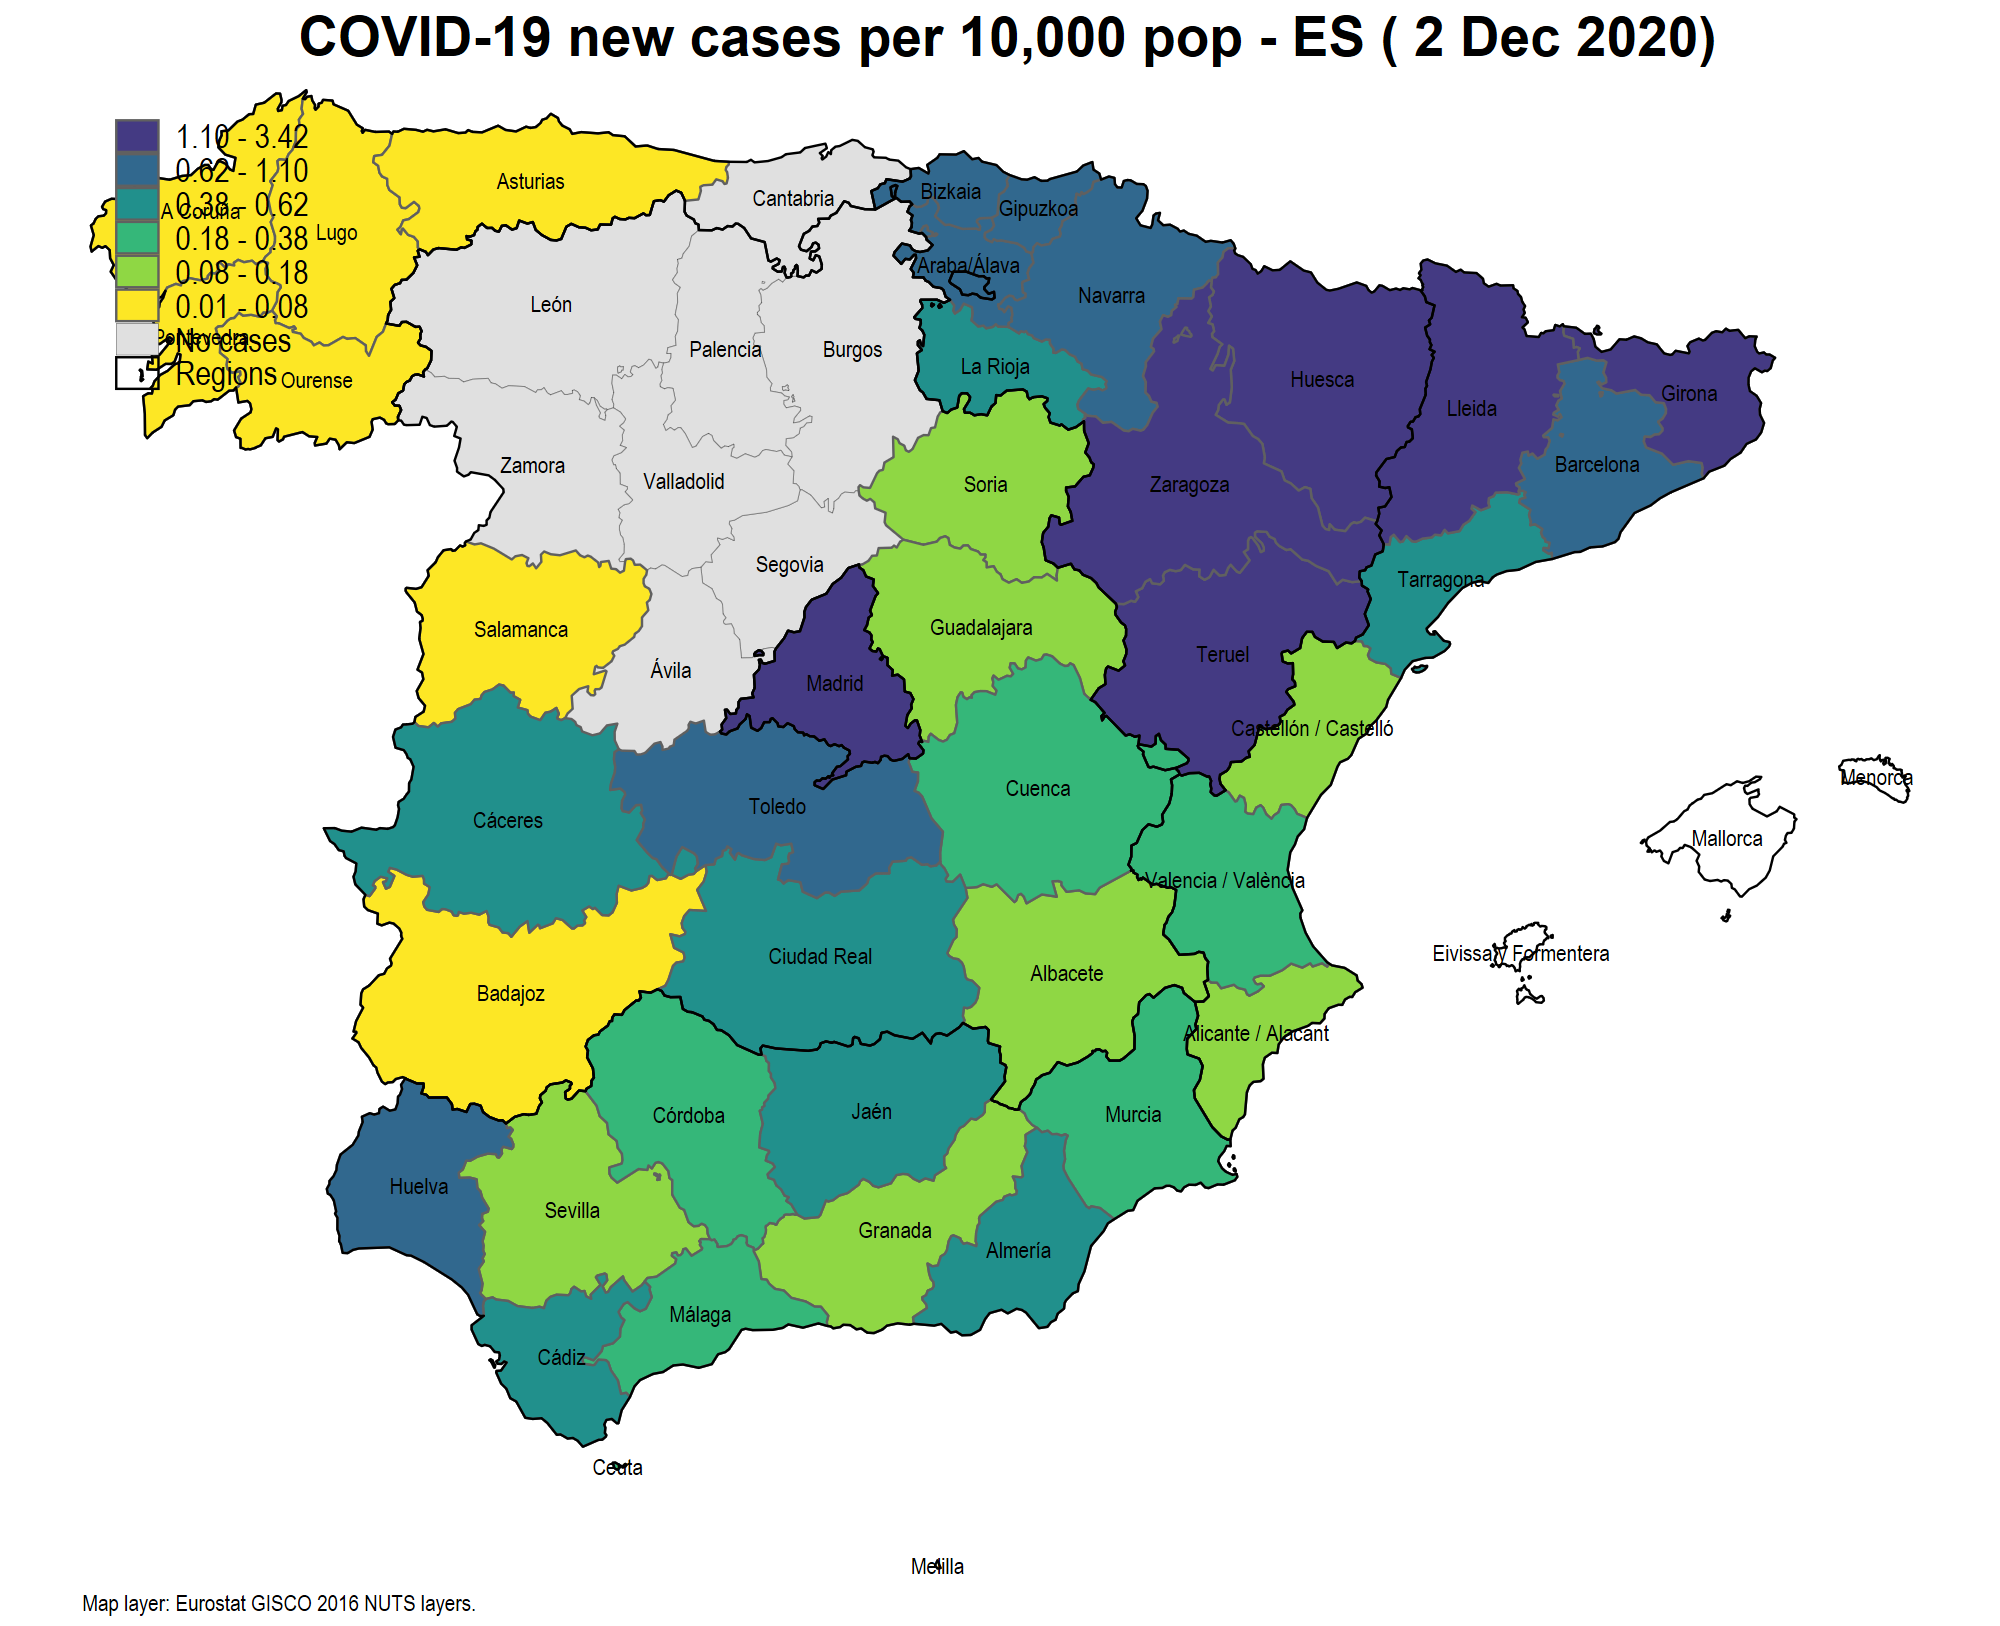 COVID-19 new cases per 10,000 pop - ES ( 2 Dec 2020)
1.10 - 3.42
0.62 - 1.10
0.38 - 0.62
0.18 - 0.38
0.08 - 0.18
0.01 - 0.08
No cases
Regions
A Coruña
Lugo
Pontevedra
Ourense
Asturias
Cantabria
Bizkaia
Gipuzkoa
Araba/Álava
Navarra
León
Palencia
Burgos
La Rioja
Huesca
Lleida
Girona
Barcelona
Zamora
Valladolid
Soria
Zaragoza
Segovia
Tarragona
Salamanca
Guadalajara
Ávila
Madrid
Teruel
Castellón / Castelló
Menorca
Cáceres
Toledo
Cuenca
Mallorca
Valencia / València
Eivissa y Formentera
Badajoz
Ciudad Real
Albacete
Alicante / Alacant
Córdoba
Jaén
Murcia
Huelva
Sevilla
Granada
Almería
Málaga
Cádiz
Ceuta
Melilla
Map layer: Eurostat GISCO 2016 NUTS layers.